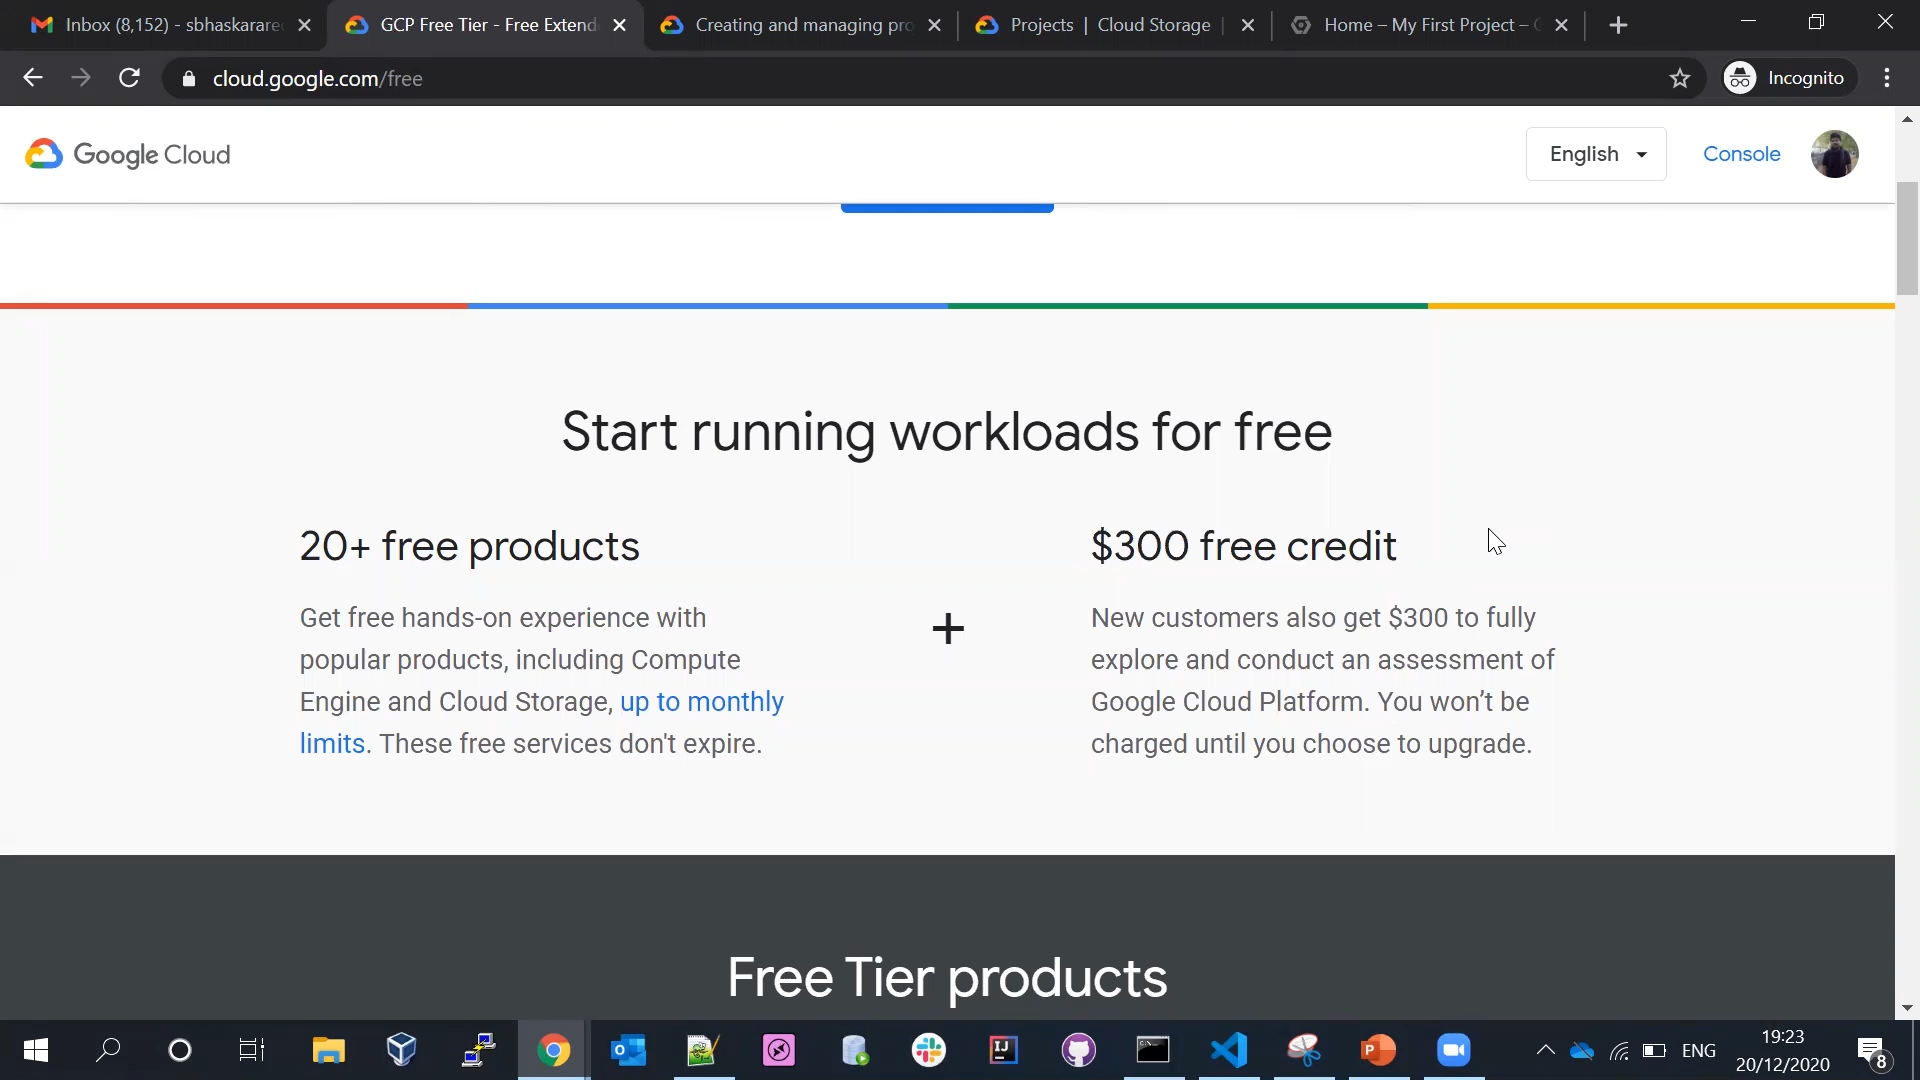 Inbox (8,152) - sbhaskarare
GCP Free Tier - Free Extend
Creating and managing pro
Projects | Cloud Storage |
Home – My First Project –
cloud.google.com/free
Incognito
Google Cloud
English
Console
Start running workloads for free
20+ free products
Get free hands-on experience with
popular products, including Compute
Engine and Cloud Storage, up to monthly
limits. These free services don't expire.
+
$300 free credit
New customers also get $300 to fully
explore and conduct an assessment of
Google Cloud Platform. You won’t be
charged until you choose to upgrade.
Free Tier products
ENG
19:23
20/12/2020
8